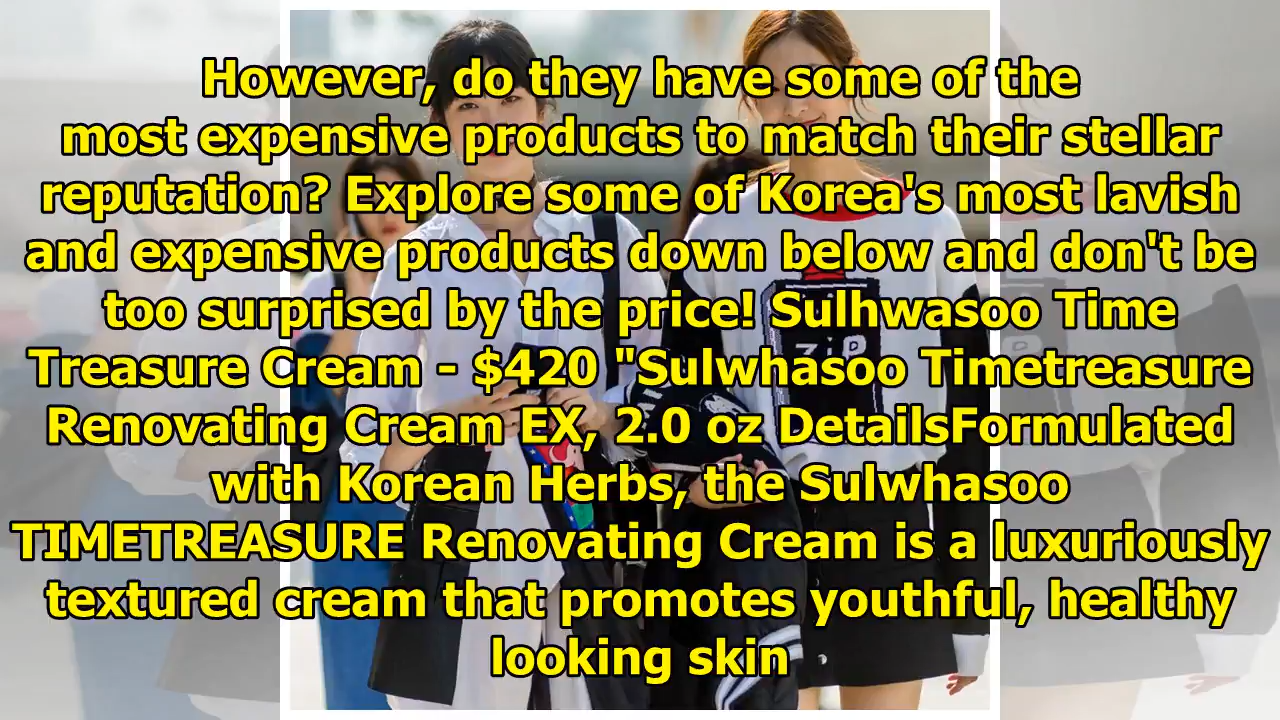 However, do they have some of the
most expensive products to match their stellar
reputation? Explore some of Korea's most lavish
and expensive products down below and don't be
too surprised by the price! Sulhwasoo Time
Treasure Cream - $420 "Sulwhasoo Timetreasure
Renovating Cream EX, 2.0 oz DetailsFormulated
with Korean Herbs, the Sulwhasoo
TIMETREASURE Renovating Cream is a luxuriously
textured cream that promotes youthful, healthy
looking skin
ZiP